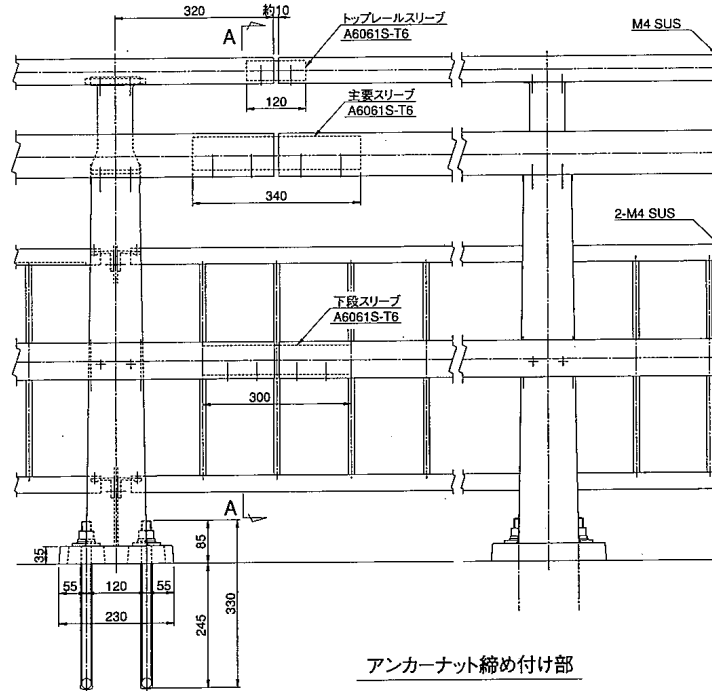 320
約10
A
トップレールスリーブ
A6061S-T6
M4 SUS
120
主要スリーブ
A6061S-T6
340
2-M4 SUS
下段スリーブ
A6061S-T6
300
A
35
85
55
120
55
230
245
330
アンカーナット締め付け部